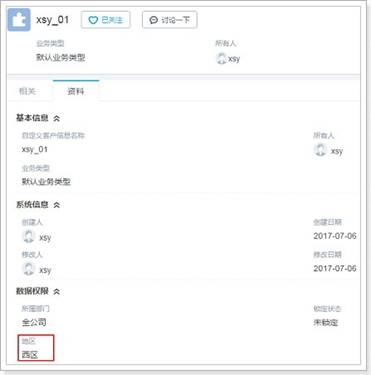 xsy_01 已关注 讨论一下
业务类型 所有人
默认业务类型 xsy
相关 资料
基本信息
自定义客户信息名称 所有人
xsy_01 xsy
业务类型
默认业务类型
系统信息
创建人 创建日期
xsy 2017-07-06
修改人 修改日期
xsy 2017-07-06
数据权限
所属部门 锁定状态
全公司 未锁定
地区
西区